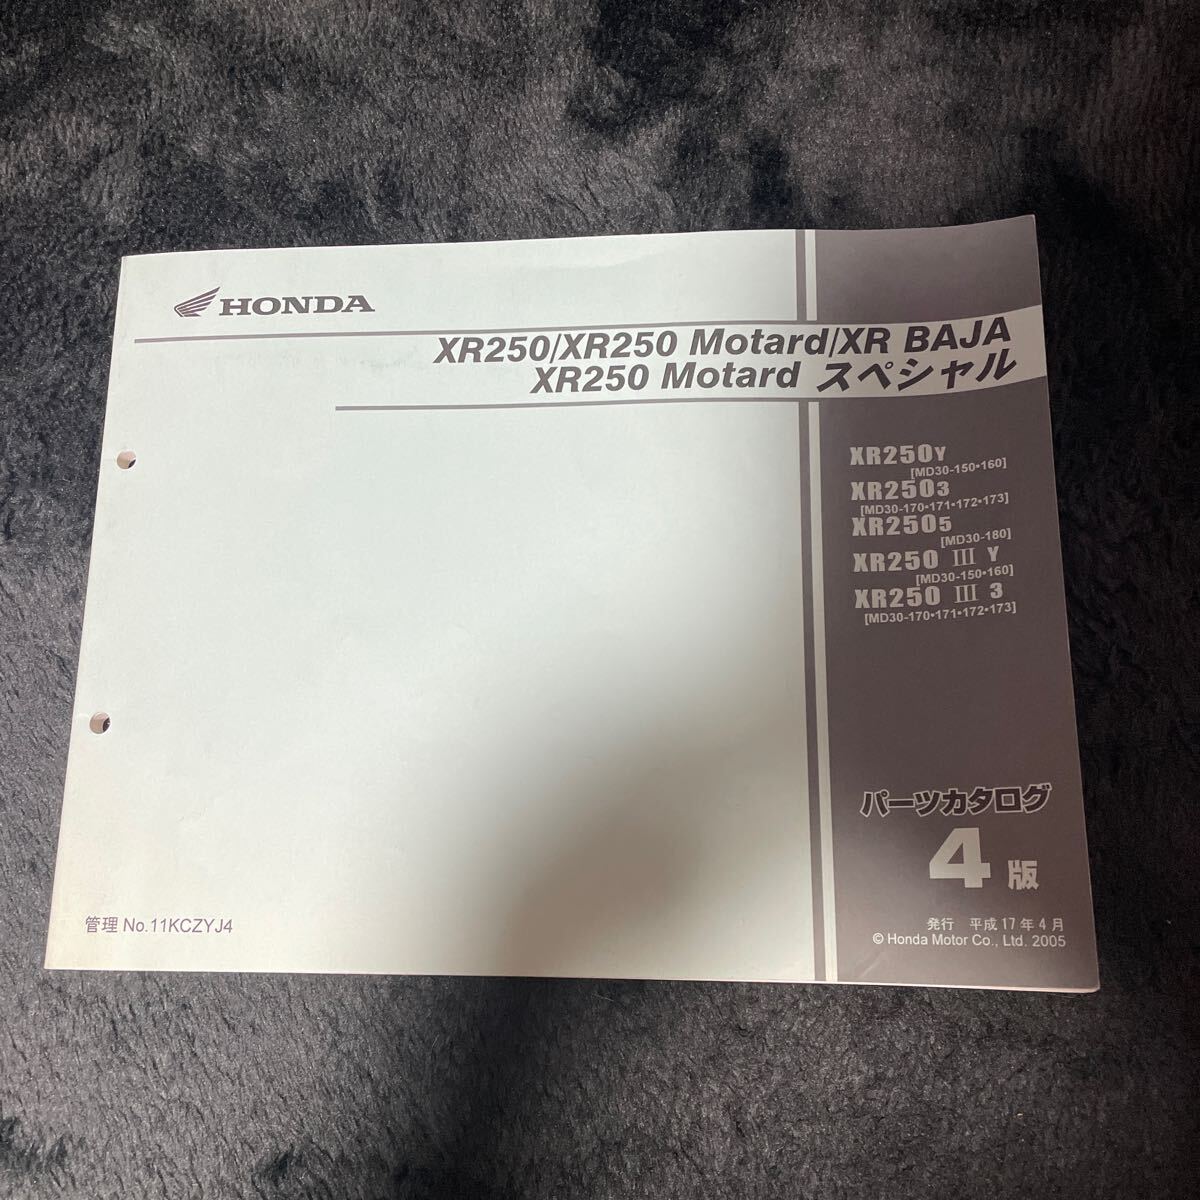 HONDA
XR250/XR250 Motard/XR BAJA
XR250 Motard スペシャル
XR250Y
[MD30-150•160]
XR2503
[MD30-170•171•172•173]
XR2505
[MD30-180]
XR250 III Y
[MD30-150•160]
XR250 III 3
[MD30-170•171•172•173]
パーツカタログ
4版
管理 No.11KCZYJ4
発行 平成17年4月
© Honda Motor Co., Ltd. 2005